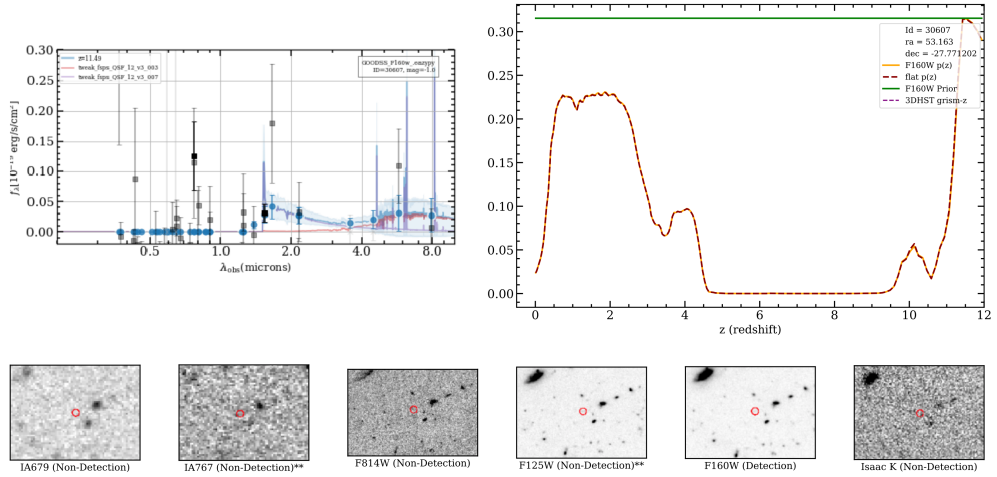 0.30
0.25
0.20
0.15
0.10
0.05
0.00
fλ[10⁻¹⁹ erg/s/cm²]
z=11.49
tweak_fsps_QSF_12_v3_003
tweak_fsps_QSF_12_v3_007
GOODSS_F160w_eazypy
ID=30607, mag=-1.0
0.5 1.0 2.0 4.0 8.0
λobs(microns)
0.30
0.25
0.20
0.15
0.10
0.05
0.00
Id = 30607
ra = 53.163
dec = -27.771202
F160W p(z)
flat p(z)
F160W Prior
3DHST grism-z
0 2 4 6 8 10 12
z (redshift)
IA679 (Non-Detection)
IA767 (Non-Detection)**
F814W (Non-Detection)
F125W (Non-Detection)**
F160W (Detection)
Isaac K (Non-Detection)